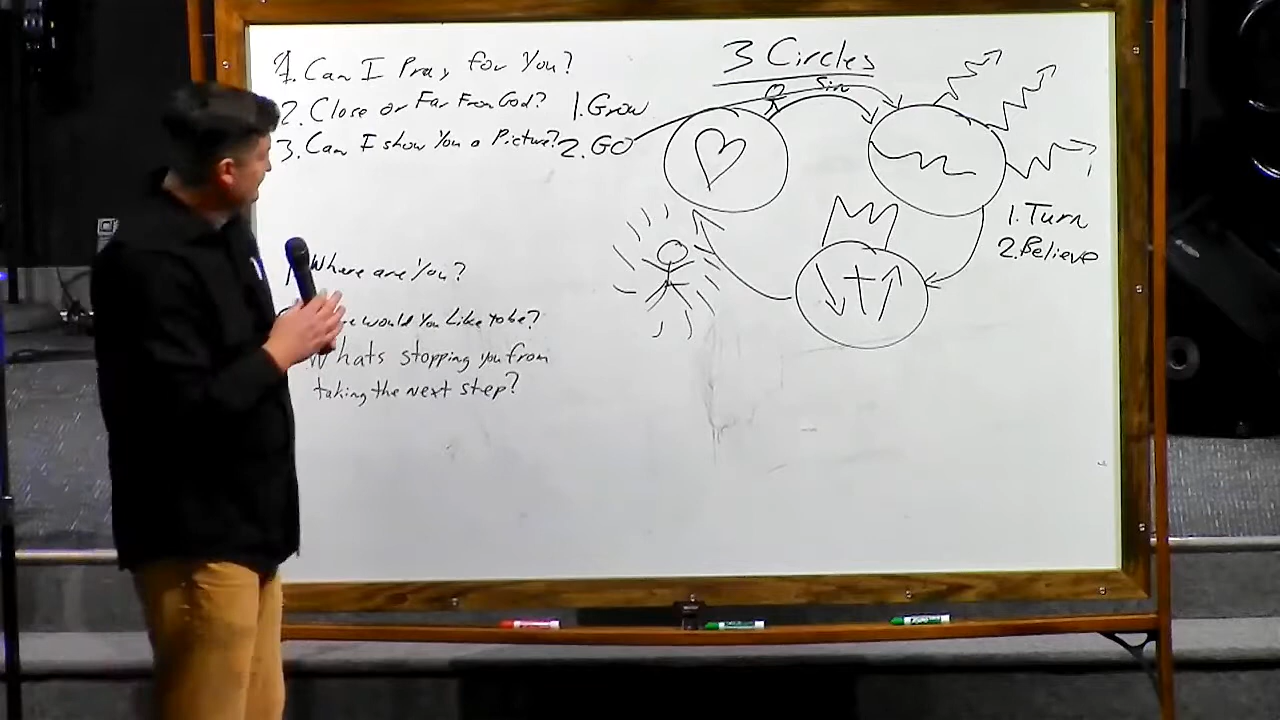 1. Can I Pray for You?
2. Close or Far From God?
3. Can I show You a Picture?
1. Grow
2. GO
3 Circles
Sin
1. Turn
2. Believe
Where are You?
would You Like to be?
Whats stopping you from
taking the next step?